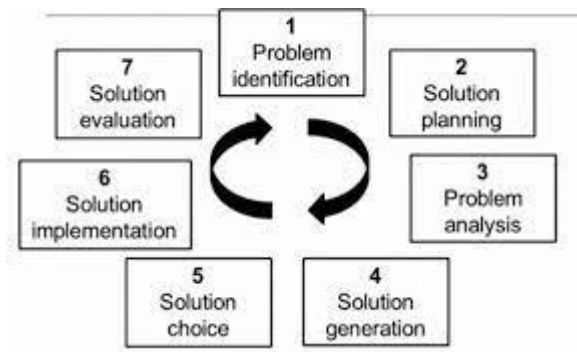 1
Problem
identification
2
Solution
planning
3
Problem
analysis
4
Solution
generation
5
Solution
choice
6
Solution
implementation
7
Solution
evaluation